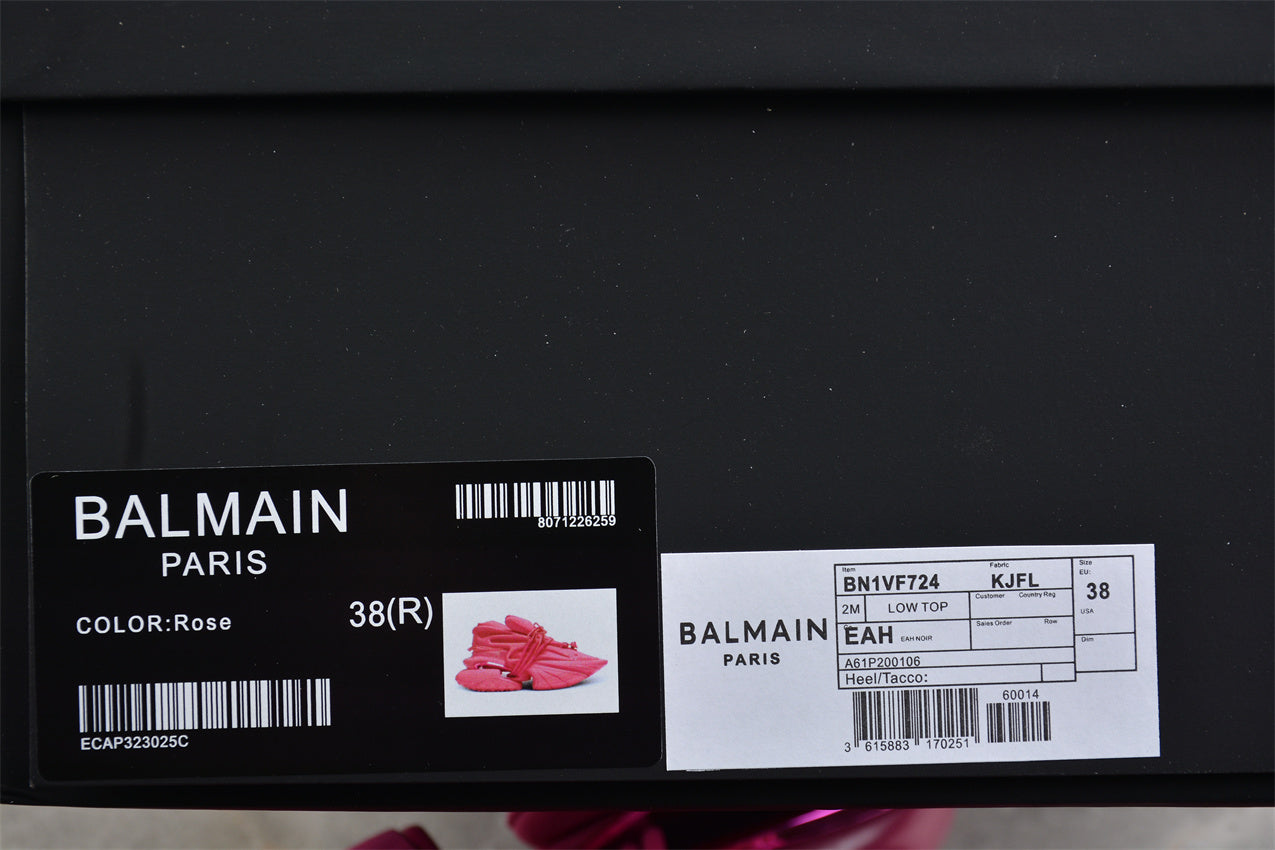 BALMAIN
PARIS
8071226259
COLOR:Rose
38(R)
ECAP323025C
BALMAIN
PARIS
Item
BN1VF724
Fabric
KJFL
Size
EU:
38
USA
2M
LOW TOP
Customer
Country Reg
EAH
EAH NOIR
Sales Order
Row
Dim
A61P200106
Heel/Tacco:
60014
3 615883 170251